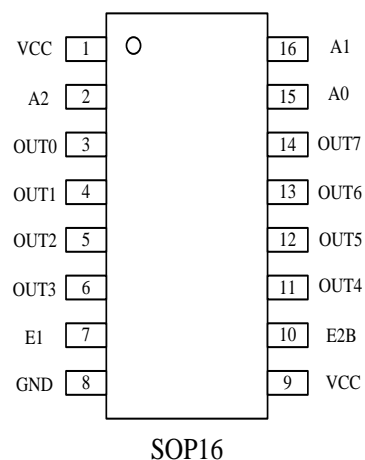 VCC 1 16 A1
A2 2 15 A0
OUT0 3 14 OUT7
OUT1 4 13 OUT6
OUT2 5 12 OUT5
OUT3 6 11 OUT4
E1 7 10 E2B
GND 8 9 VCC
SOP16